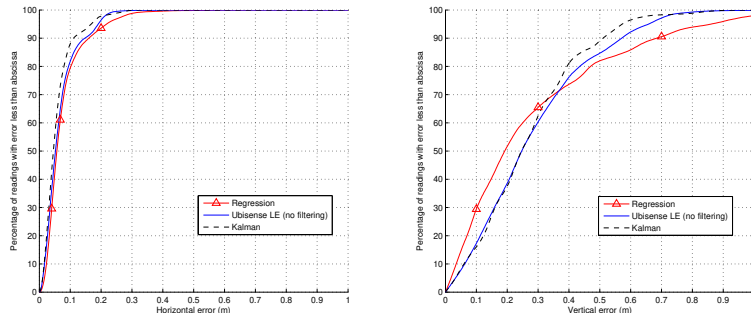 Percentage of readings with error less than abscissa
100
90
80
70
60
50
40
30
20
10
0
0 0.1 0.2 0.3 0.4 0.5 0.6 0.7 0.8 0.9 1
Horizontal error (m)
Regression
Ubisense LE (no filtering)
Kalman
Percentage of readings with error less than abscissa
100
90
80
70
60
50
40
30
20
10
0
0 0.1 0.2 0.3 0.4 0.5 0.6 0.7 0.8 0.9 1
Vertical error (m)
Regression
Ubisense LE (no filtering)
Kalman